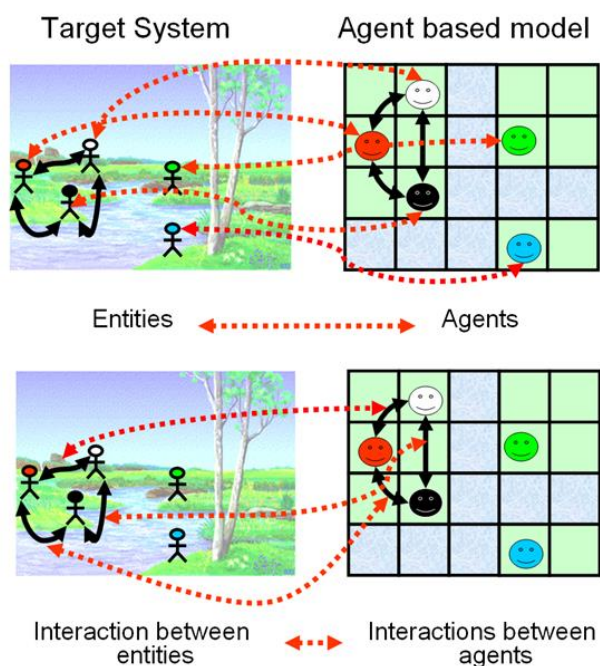 Target System
Agent based model
Entities
Agents
Interaction between
entities
Interactions between
agents